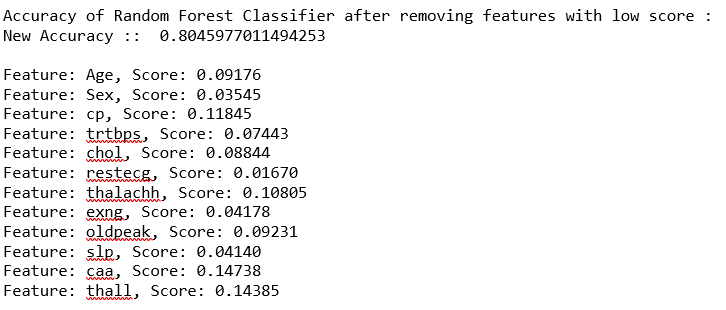 Accuracy of Random Forest Classifier after removing features with low score :
New Accuracy ::  0.8045977011494253
Feature: Age, Score: 0.09176
Feature: Sex, Score: 0.03545
Feature: cp, Score: 0.11845
Feature: trtbps, Score: 0.07443
Feature: chol, Score: 0.08844
Feature: restecg, Score: 0.01670
Feature: thalachh, Score: 0.10805
Feature: exng, Score: 0.04178
Feature: oldpeak, Score: 0.09231
Feature: slp, Score: 0.04140
Feature: caa, Score: 0.14738
Feature: thall, Score: 0.14385